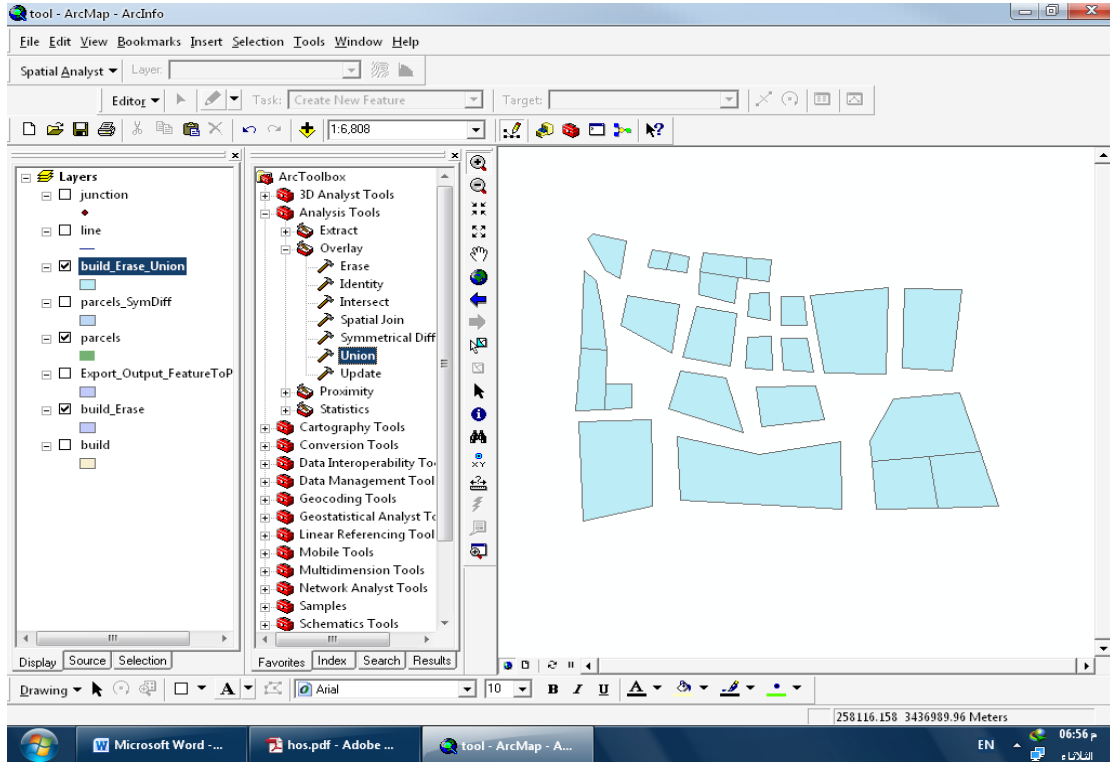 tool - ArcMap - ArcInfo
File Edit View Bookmarks Insert Selection Tools Window Help
Spatial Analyst Layer:
Editor Task: Create New Feature Target:
1:6,808
Layers
junction
line
build_Erase_Union
parcels_SymDiff
parcels
Export_Output_FeatureToP
build_Erase
build
Display Source Selection
ArcToolbox
3D Analyst Tools
Analysis Tools
Extract
Overlay
Erase
Identity
Intersect
Spatial Join
Symmetrical Diff
Union
Update
Proximity
Statistics
Cartography Tools
Conversion Tools
Data Interoperability To
Data Management Tool
Geocoding Tools
Geostatistical Analyst To
Linear Referencing Tool
Mobile Tools
Multidimension Tools
Network Analyst Tools
Samples
Schematics Tools
Favorites Index Search Results
XY
Drawing A Arial 10 B I U A
258116.158 3436989.96 Meters
Microsoft Word -... hos.pdf - Adobe ... tool - ArcMap - A... EN 06:56 م
الثلاثاء